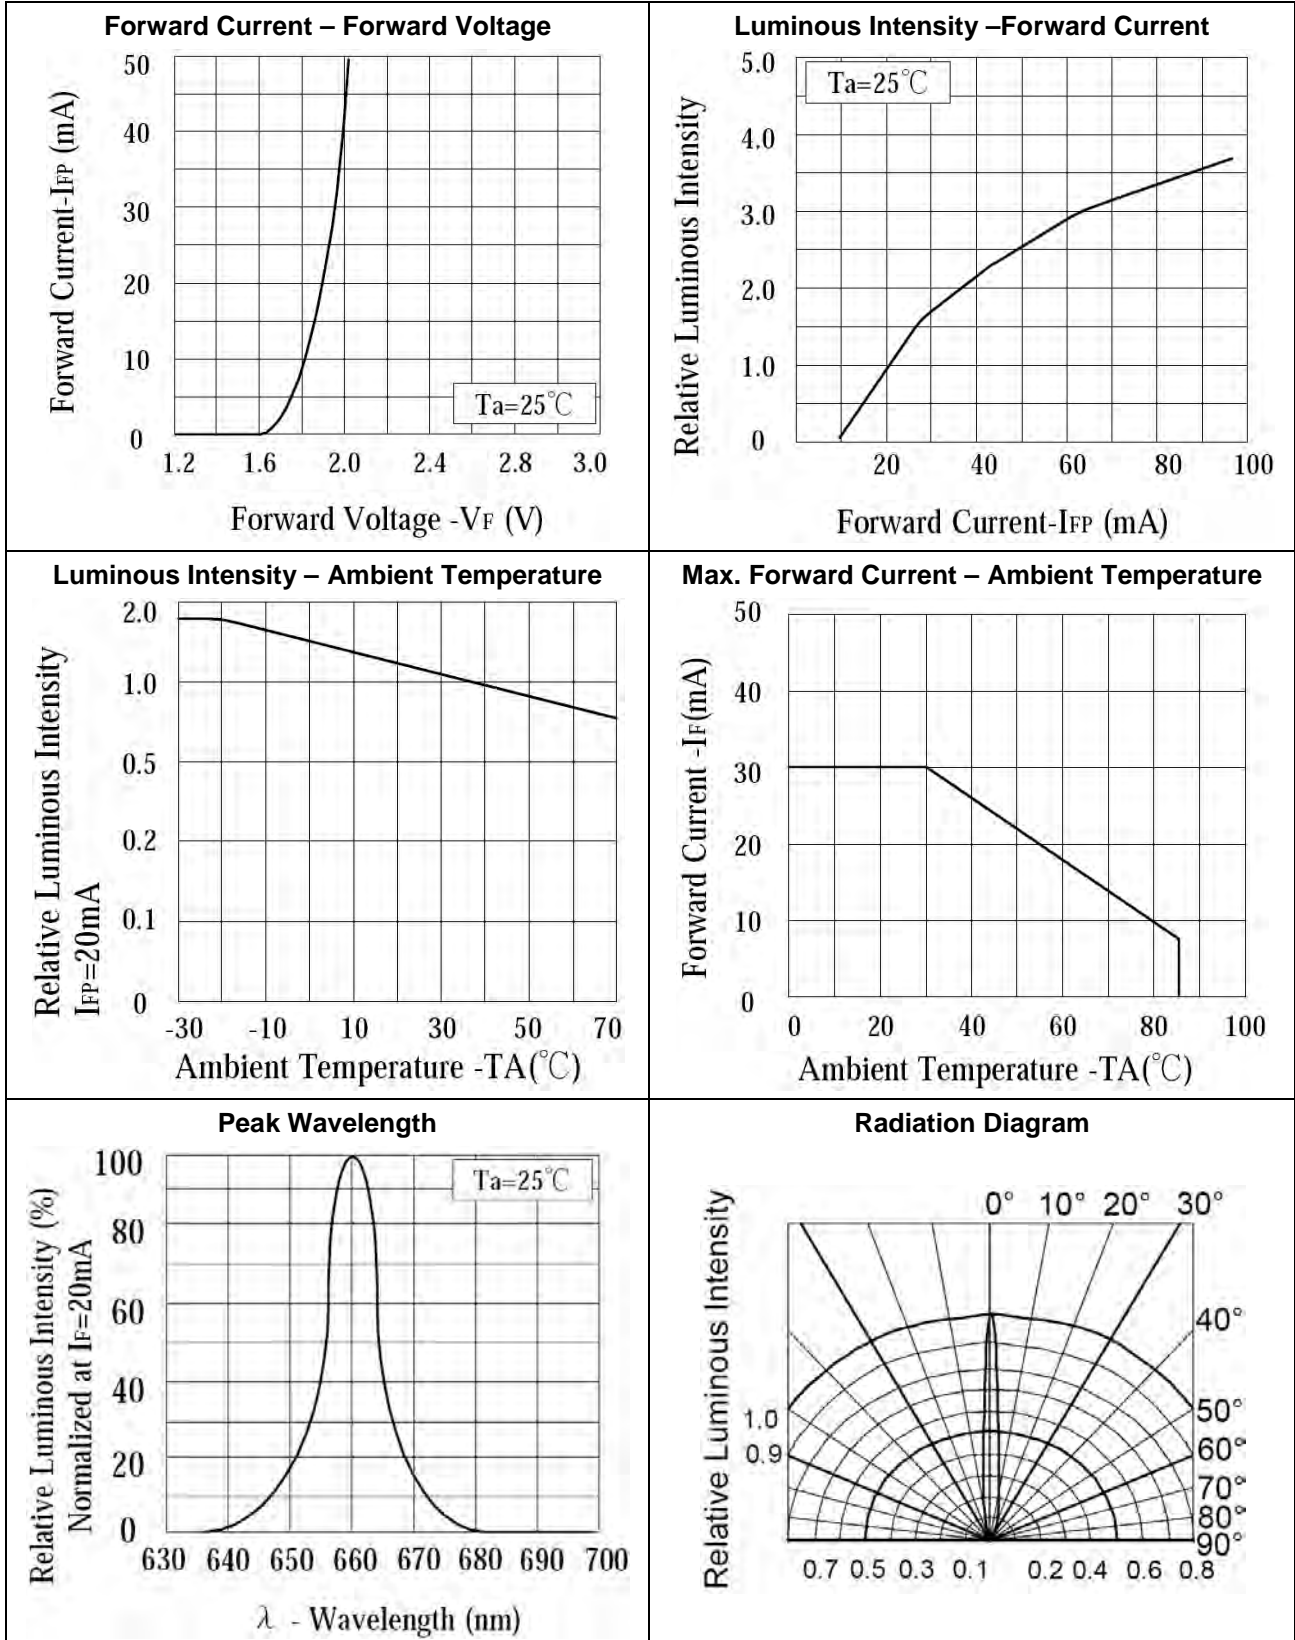 Forward Current – Forward Voltage
Forward Current-IFP (mA)
50
40
30
20
10
0
Ta=25℃
1.2 1.6 2.0 2.4 2.8 3.0
Forward Voltage -VF (V)
Luminous Intensity –Forward Current
Relative Luminous Intensity
5.0
Ta=25℃
4.0
3.0
2.0
1.0
0
20 40 60 80 100
Forward Current-IFP (mA)
Luminous Intensity – Ambient Temperature
Relative Luminous Intensity
IFP=20mA
2.0
1.0
0.5
0.2
0.1
0
-30 -10 10 30 50 70
Ambient Temperature -TA(℃)
Max. Forward Current – Ambient Temperature
Forward Current -IF(mA)
50
40
30
20
10
0
0 20 40 60 80 100
Ambient Temperature -TA(℃)
Peak Wavelength
Relative Luminous Intensity (%)
Normalized at IF=20mA
100
Ta=25℃
80
60
40
20
0
630 640 650 660 670 680 690 700
λ - Wavelength (nm)
Radiation Diagram
Relative Luminous Intensity
0° 10° 20° 30°
40°
1.0 50°
0.9 60°
70°
80°
90°
0.7 0.5 0.3 0.1 0.2 0.4 0.6 0.8